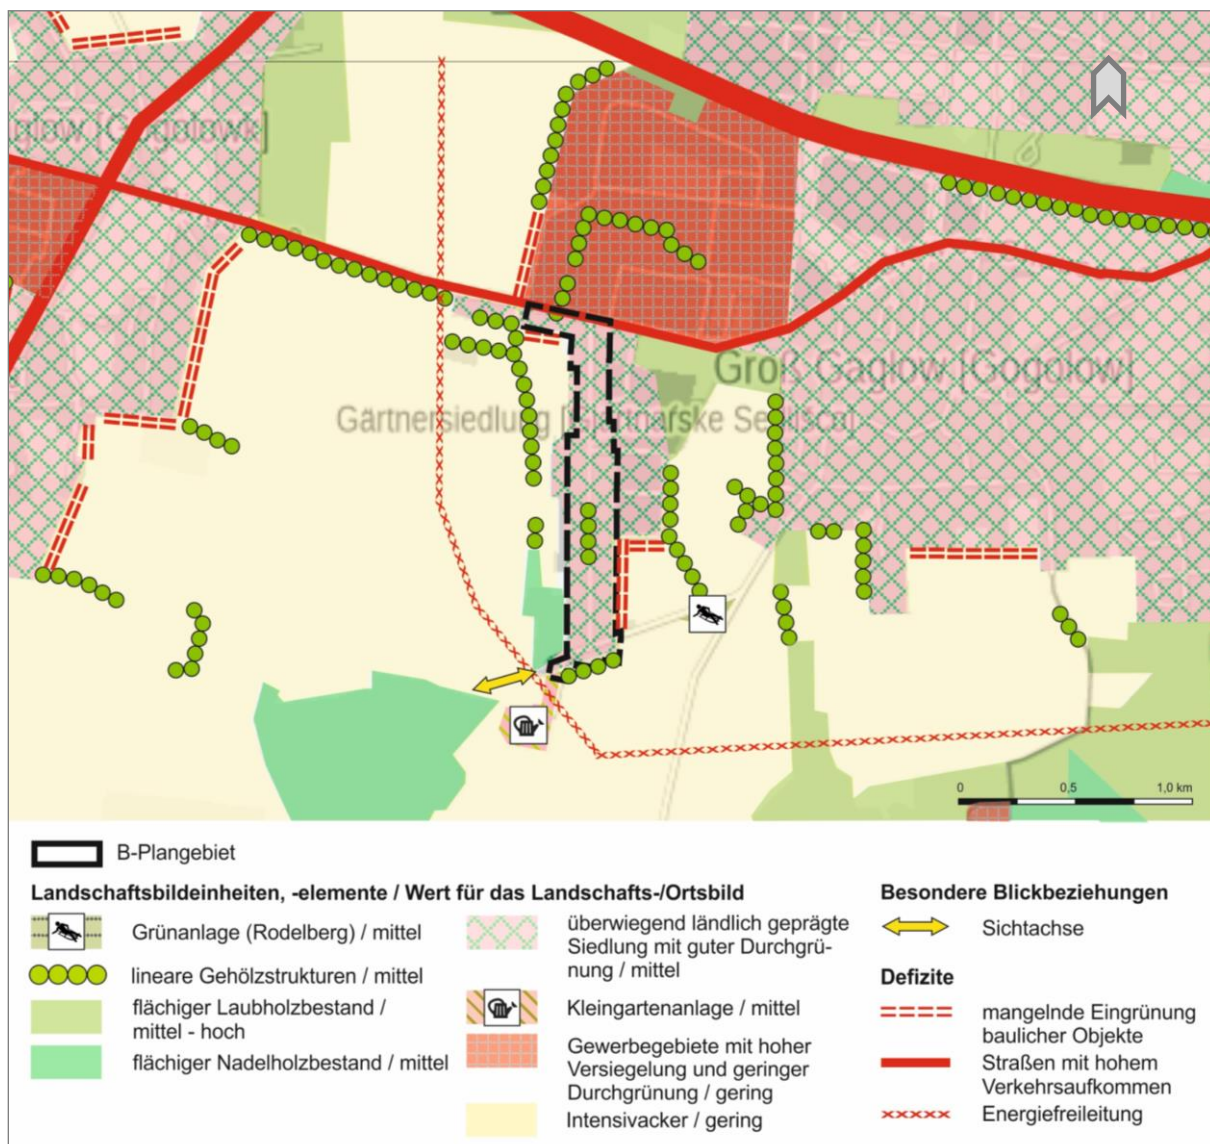 Groß Gaglow [Gogolow]
Gärtnersiedlung
0 0,5 1,0 km
B-Plangebiet
Landschaftsbildeinheiten, -elemente / Wert für das Landschafts-/Ortsbild
Grünanlage (Rodelberg) / mittel
lineare Gehölzstrukturen / mittel
flächiger Laubholzbestand /
mittel - hoch
flächiger Nadelholzbestand / mittel
überwiegend ländlich geprägte
Siedlung mit guter Durchgrü-
nung / mittel
Kleingartenanlage / mittel
Gewerbegebiete mit hoher
Versiegelung und geringer
Durchgrünung / gering
Intensivacker / gering
Besondere Blickbeziehungen
Sichtachse
Defizite
mangelnde Eingrünung
baulicher Objekte
Straßen mit hohem
Verkehrsaufkommen
Energiefreileitung